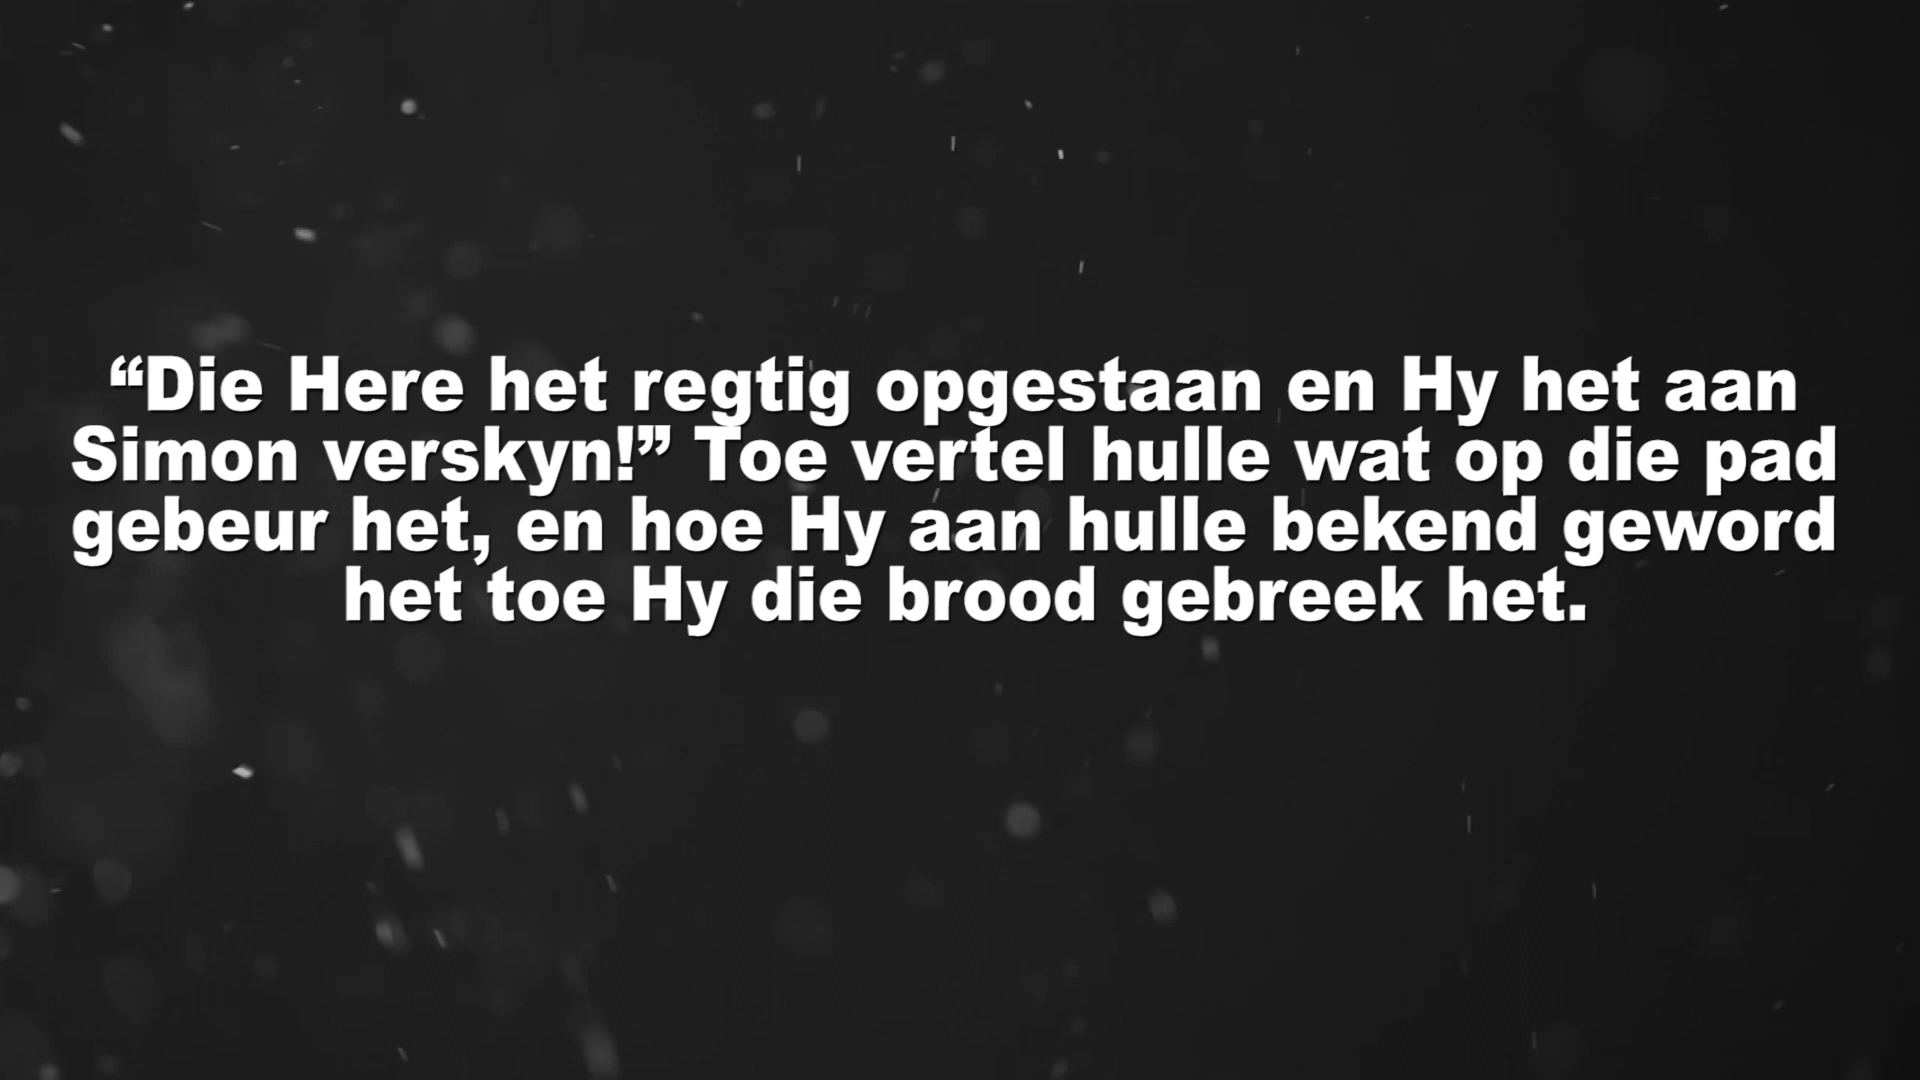 “Die Here het regtig opgestaan en Hy het aan
Simon verskyn!” Toe vertel hulle wat op die pad
gebeur het, en hoe Hy aan hulle bekend geword
het toe Hy die brood gebreek het.